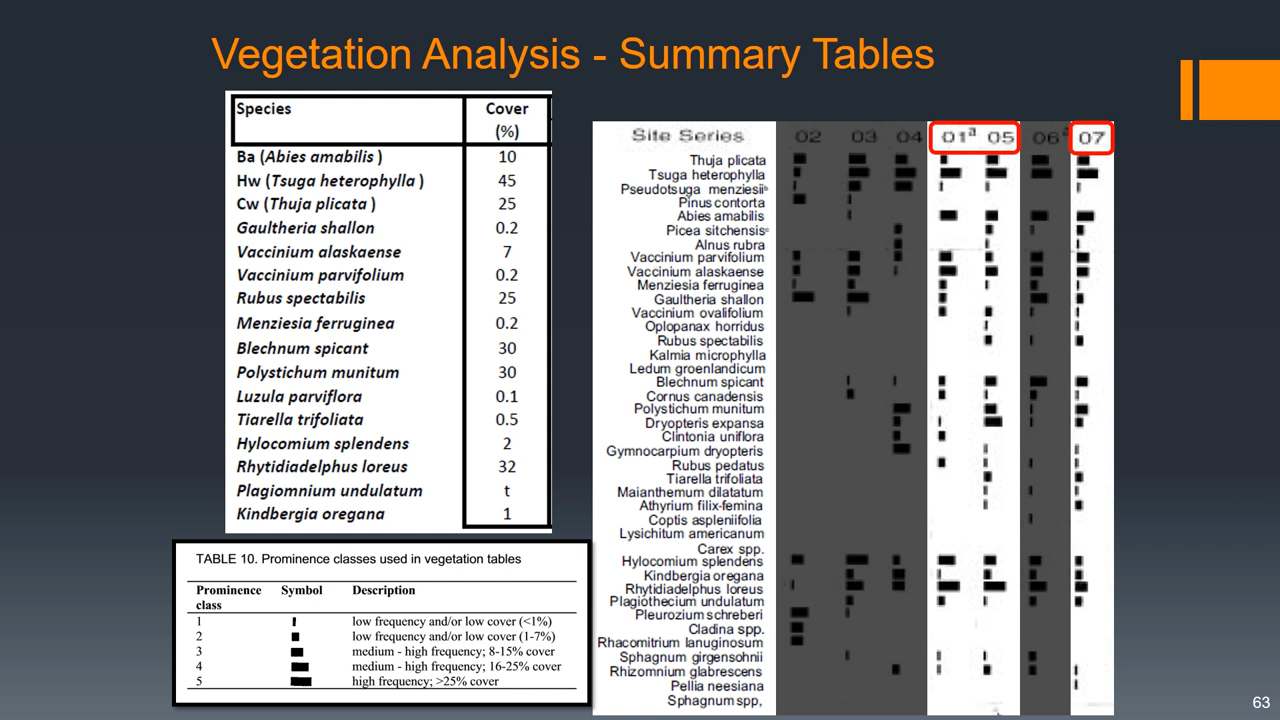 Vegetation Analysis - Summary Tables
Species Cover (%)
Ba (Abies amabilis ) 10
Hw (Tsuga heterophylla ) 45
Cw (Thuja plicata ) 25
Gaultheria shallon 0.2
Vaccinium alaskaense 7
Vaccinium parvifolium 0.2
Rubus spectabilis 25
Menziesia ferruginea 0.2
Blechnum spicant 30
Polystichum munitum 30
Luzula parviflora 0.1
Tiarella trifoliata 0.5
Hylocomium splendens 2
Rhytidiadelphus loreus 32
Plagiomnium undulatum t
Kindbergia oregana 1
TABLE 10. Prominence classes used in vegetation tables
Prominence class Symbol Description
1 low frequency and/or low cover (<1%)
2 low frequency and/or low cover (1-7%)
3 medium - high frequency; 8-15% cover
4 medium - high frequency; 16-25% cover
5 high frequency; >25% cover
Site Series 02 03 04 01ᵃ 05 06ᵃ 07
Thuja plicata
Tsuga heterophylla
Pseudotsuga menziesiiᵇ
Pinus contorta
Abies amabilis
Picea sitchensisᶜ
Alnus rubra
Vaccinium parvifolium
Vaccinium alaskaense
Menziesia ferruginea
Gaultheria shallon
Vaccinium ovalifolium
Oplopanax horridus
Rubus spectabilis
Kalmia microphylla
Ledum groenlandicum
Blechnum spicant
Cornus canadensis
Polystichum munitum
Dryopteris expansa
Clintonia uniflora
Gymnocarpium dryopteris
Rubus pedatus
Tiarella trifoliata
Maianthemum dilatatum
Athyrium filix-femina
Coptis aspleniifolia
Lysichitum americanum
Carex spp.
Hylocomium splendens
Kindbergia oregana
Rhytidiadelphus loreus
Plagiothecium undulatum
Pleurozium schreberi
Cladina spp.
Rhacomitrium lanuginosum
Sphagnum girgensohnii
Rhizomnium glabrescens
Pellia neesiana
Sphagnum spp,
63